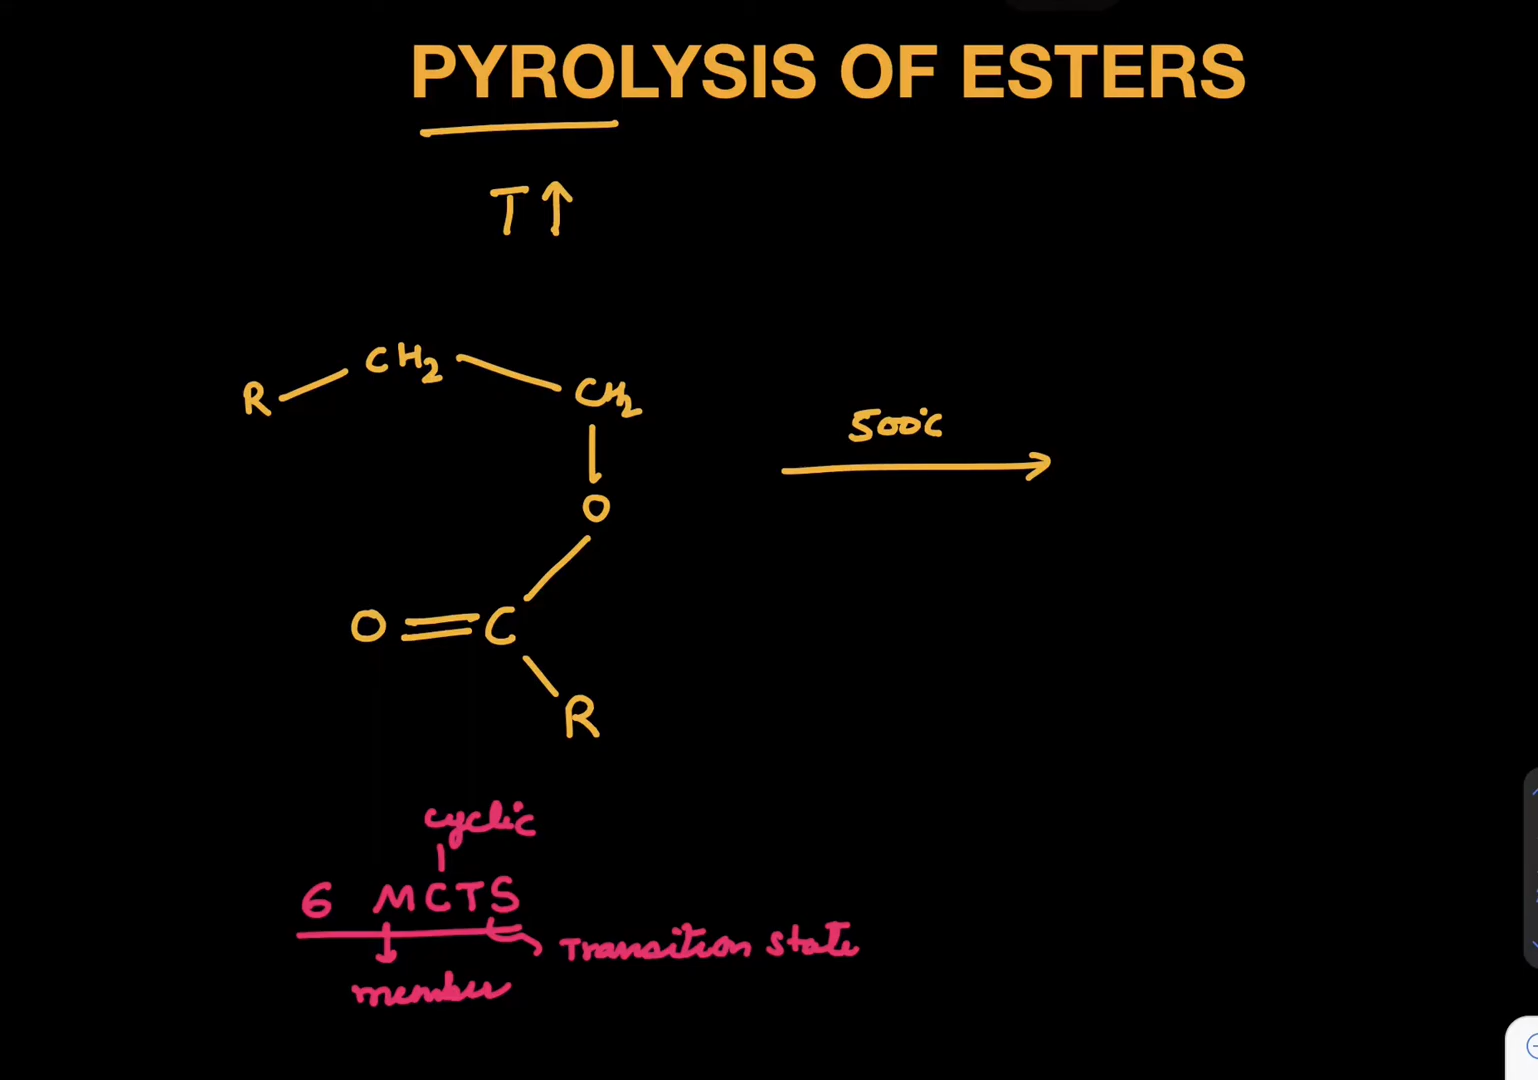 PYROLYSIS OF ESTERS
T↑
R — CH₂ — CH₂
500°C
O
O = C
R
cyclic
6 MCTS
Transition state
member